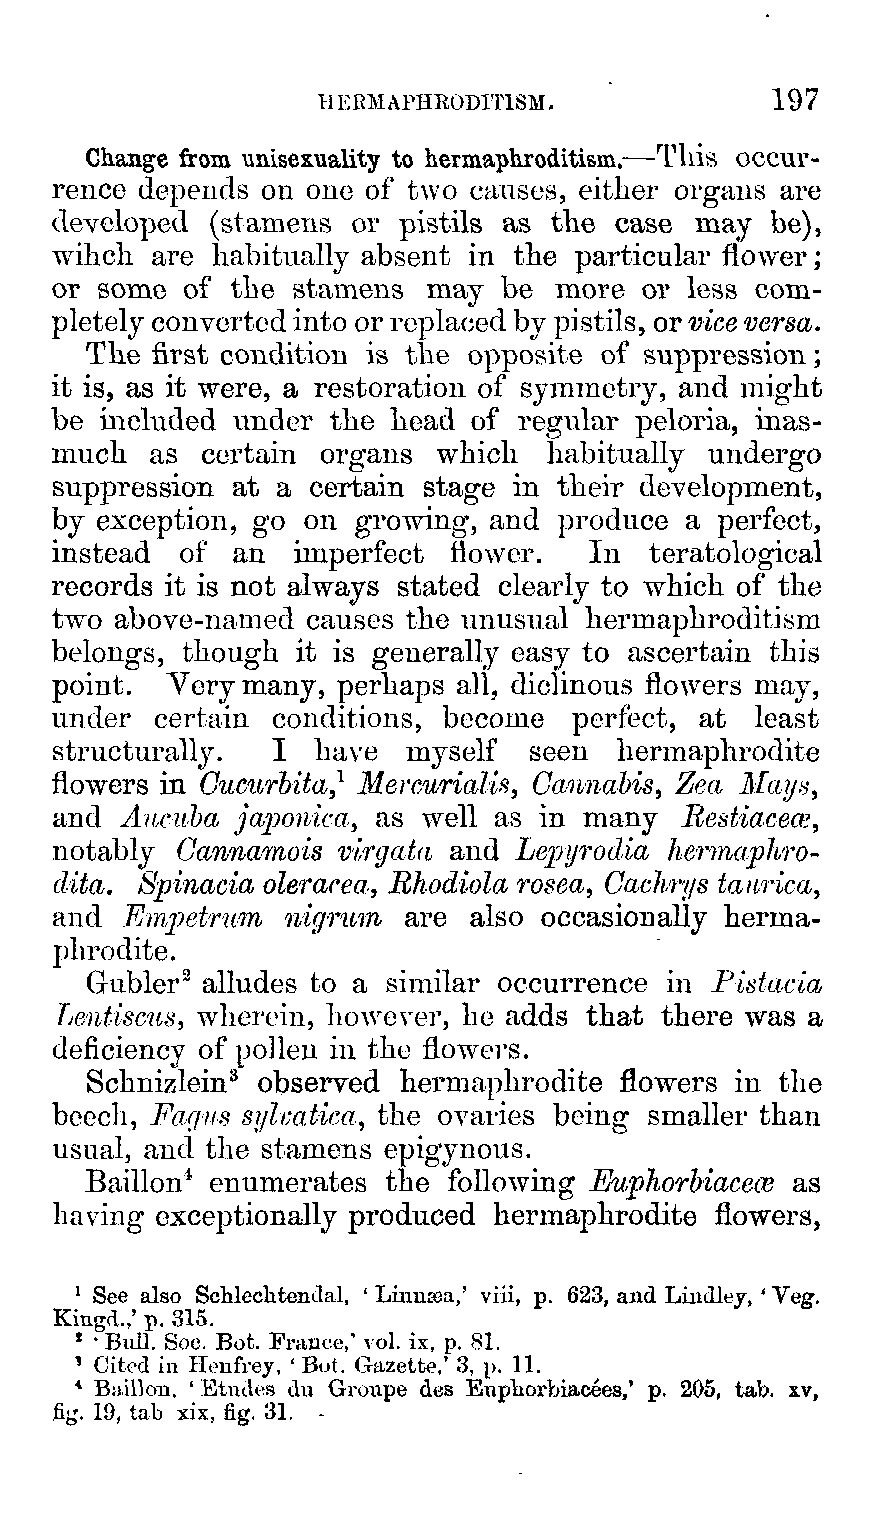 HERMAPHRODITISM. 197
Change from unisexuality to hermaphroditism.—This occur-
rence depends on one of two causes, either organs are
developed (stamens or pistils as the case may be),
wihch are habitually absent in the particular flower;
or some of the stamens may be more or less com-
pletely converted into or replaced by pistils, or vice versa.
The first condition is the opposite of suppression;
it is, as it were, a restoration of symmetry, and might
be included under the head of regular peloria, inas-
much as certain organs which habitually undergo
suppression at a certain stage in their development,
by exception, go on growing, and produce a perfect,
instead of an imperfect flower. In teratological
records it is not always stated clearly to which of the
two above-named causes the unusual hermaphroditism
belongs, though it is generally easy to ascertain this
point. Very many, perhaps all, diclinous flowers may,
under certain conditions, become perfect, at least
structurally. I have myself seen hermaphrodite
flowers in Cucurbita,¹ Mercurialis, Cannabis, Zea Mays,
and Aucuba japonica, as well as in many Restiaceæ,
notably Cannamois virgata and Lepyrodia hermaphro-
dita. Spinacia oleracea, Rhodiola rosea, Cachrys taurica,
and Empetrum nigrum are also occasionally herma-
phrodite.
Gubler² alludes to a similar occurrence in Pistacia
Lentiscus, wherein, however, he adds that there was a
deficiency of pollen in the flowers.
Schnizlein³ observed hermaphrodite flowers in the
beech, Fagus sylvatica, the ovaries being smaller than
usual, and the stamens epigynous.
Baillon⁴ enumerates the following Euphorbiaceæ as
having exceptionally produced hermaphrodite flowers,
¹ See also Schlechtendal, ‘Linnæa,’ viii, p. 623, and Lindley, ‘Veg.
Kingd.,’ p. 315.
² ‘Bull. Soc. Bot. France,’ vol. ix, p. 81.
³ Cited in Henfrey, ‘Bot. Gazette,’ 3, p. 11.
⁴ Baillon, ‘Etudes du Groupe des Euphorbiacées,’ p. 205, tab. xv,
fig. 19, tab xix, fig. 31.